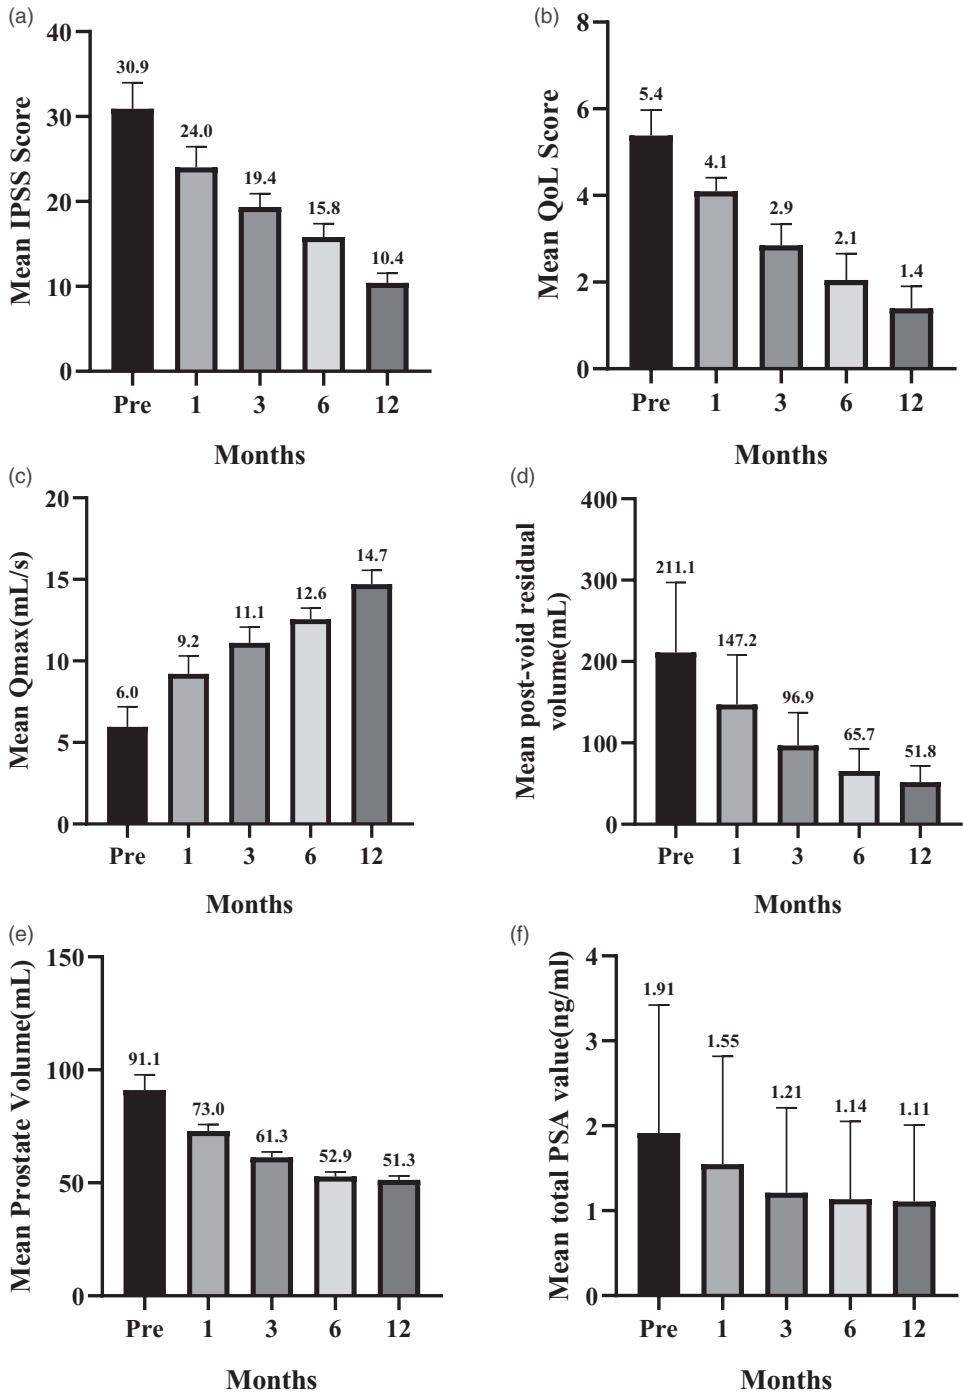 (a)
Mean IPSS Score
40
30
20
10
0
30.9
24.0
19.4
15.8
10.4
Pre 1 3 6 12
Months
(b)
Mean QoL Score
8
6
4
2
0
5.4
4.1
2.9
2.1
1.4
Pre 1 3 6 12
Months
(c)
Mean Qmax(mL/s)
20
15
10
5
0
6.0
9.2
11.1
12.6
14.7
Pre 1 3 6 12
Months
(d)
Mean post-void residual
volume(mL)
400
300
200
100
0
211.1
147.2
96.9
65.7
51.8
Pre 1 3 6 12
Months
(e)
Mean Prostate Volume(mL)
150
100
50
0
91.1
73.0
61.3
52.9
51.3
Pre 1 3 6 12
Months
(f)
Mean total PSA value(ng/ml)
4
3
2
1
0
1.91
1.55
1.21
1.14
1.11
Pre 1 3 6 12
Months